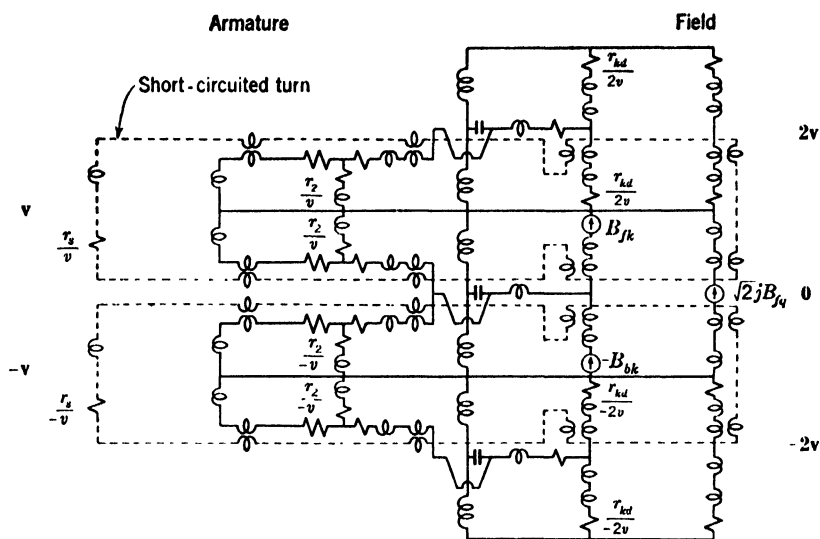 Armature
Field
Short-circuited turn
r_kd/2v
2v
r_2/v
r_kd/2v
v
r_s/v
r_2/v
B_fk
√2jB_fq
0
r_2/-v
-B_bk
-v
r_s/-v
r_2/-v
r_kd/-2v
-2v
r_kd/-2v